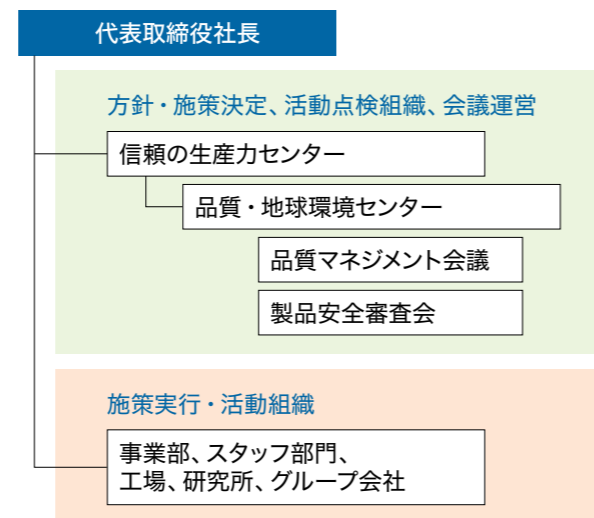 代表取締役社長
方針・施策決定、活動点検組織、会議運営
信頼の生産力センター
品質・地球環境センター
品質マネジメント会議
製品安全審査会
施策実行・活動組織
事業部、スタッフ部門、
工場、研究所、グループ会社